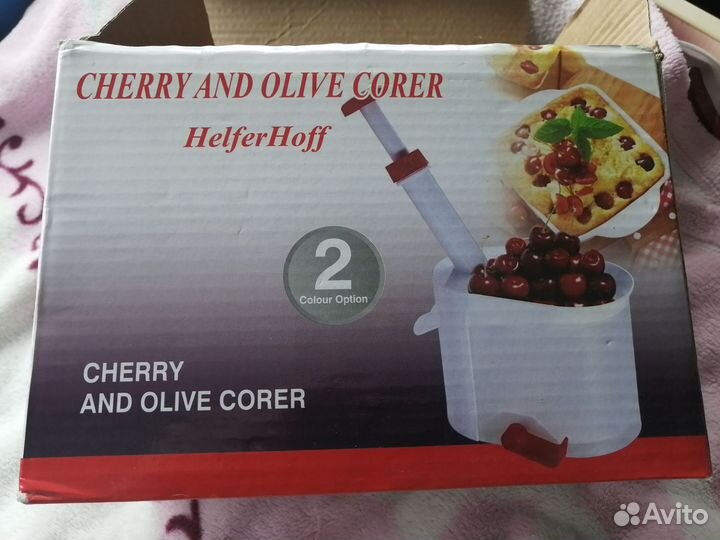 CHERRY AND OLIVE CORER
HelferHoff
2
Colour Option
CHERRY
AND OLIVE CORER
Avito